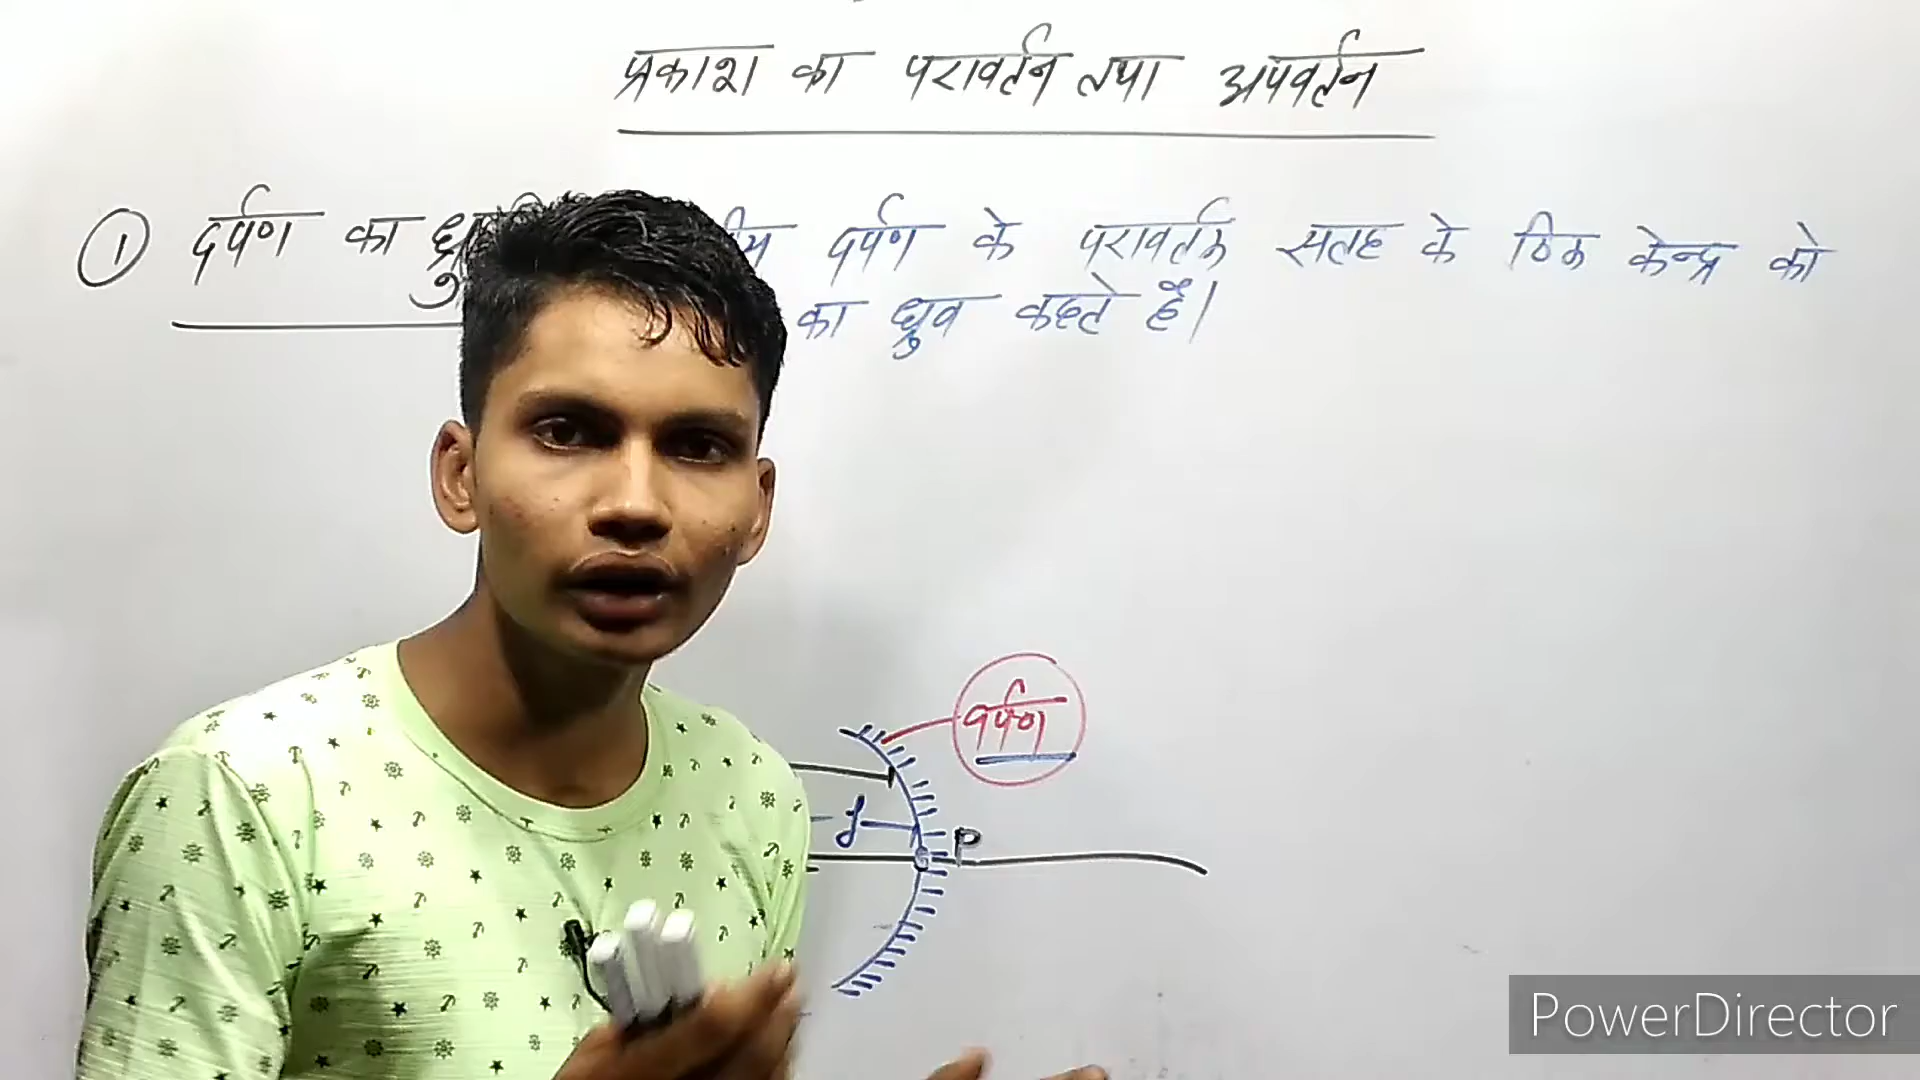 प्रकाश का परावर्तन तथा अपवर्तन
① दर्पण का दर्पण के परावर्तक सतह के ठिक केन्द्र को
का ध्रुव कहते हैं।
दर्पण
f
P
PowerDirector